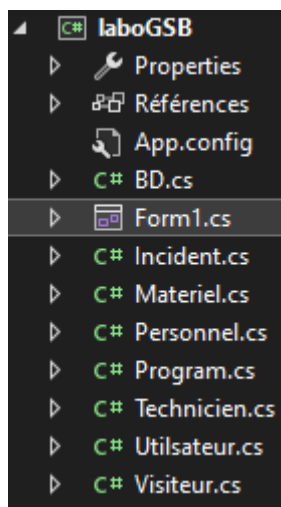 C# laboGSB
Properties
Références
App.config
C# BD.cs
Form1.cs
C# Incident.cs
C# Materiel.cs
C# Personnel.cs
C# Program.cs
C# Technicien.cs
C# Utilsateur.cs
C# Visiteur.cs